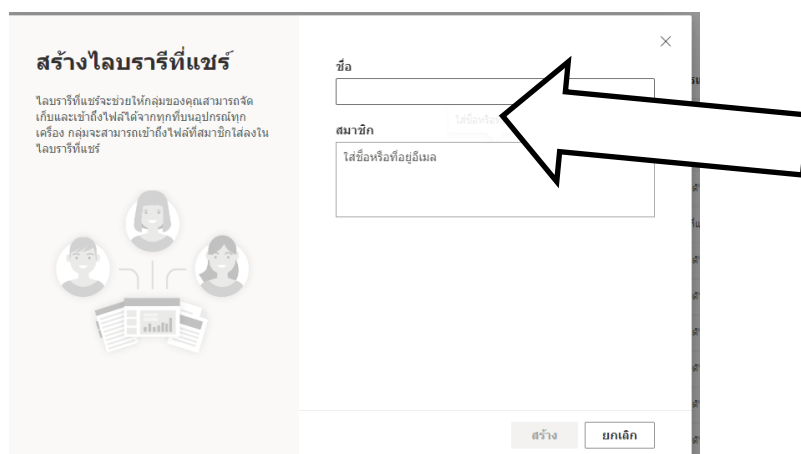 สร้างไลบรารีที่แชร์
ไลบรารีที่แชร์จะช่วยให้กลุ่มของคุณสามารถจัด
เก็บและเข้าถึงไฟล์ได้จากทุกที่บนอุปกรณ์ทุก
เครื่อง กลุ่มจะสามารถเข้าถึงไฟล์ที่สมาชิกใส่ลงใน
ไลบรารีที่แชร์
ชื่อ
สมาชิก
ใส่ชื่อหรือที่อยู่อีเมล
สร้าง
ยกเลิก